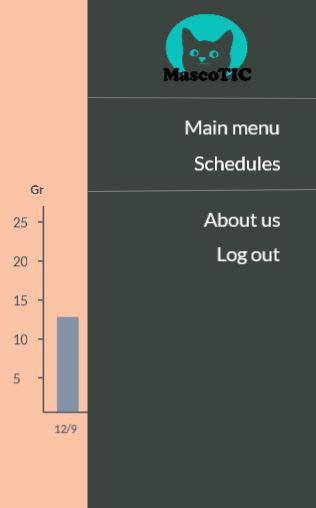 MascoTIC
Main menu
Schedules
About us
Log out
Gr
25
20
15
10
5
12/9